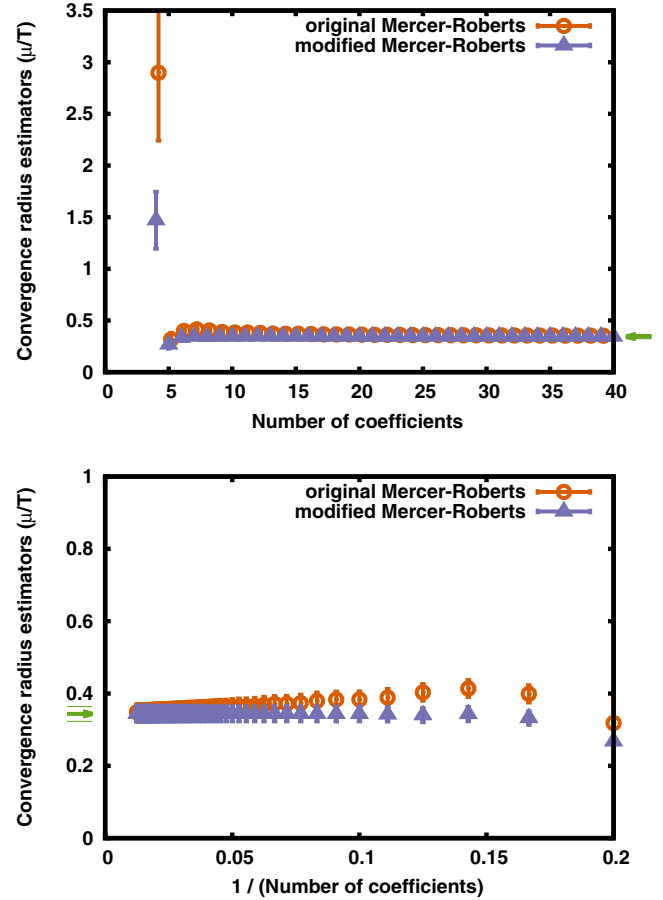 3.5
3
2.5
2
1.5
1
0.5
0
Convergence radius estimators (μ/T)
original Mercer-Roberts
modified Mercer-Roberts
0 5 10 15 20 25 30 35 40
Number of coefficients
1
0.8
0.6
0.4
0.2
0
Convergence radius estimators (μ/T)
original Mercer-Roberts
modified Mercer-Roberts
0 0.05 0.1 0.15 0.2
1 / (Number of coefficients)